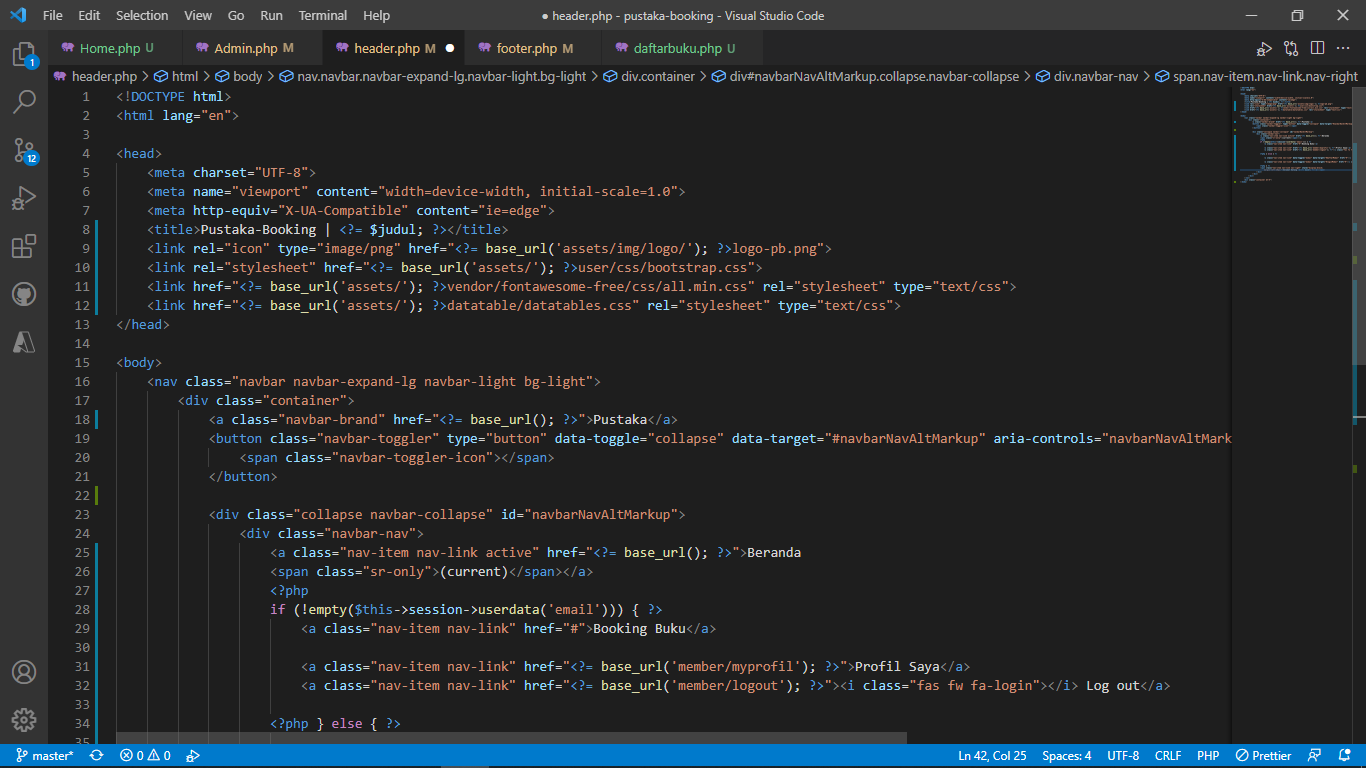 File Edit Selection View Go Run Terminal Help
● header.php - pustaka-booking - Visual Studio Code
Home.php U Admin.php M header.php M ● footer.php M daftarbuku.php U
header.php > html > body > nav.navbar.navbar-expand-lg.navbar-light.bg-light > div.container > div#navbarNavAltMarkup.collapse.navbar-collapse > div.navbar-nav > span.nav-item.nav-link.nav-right
1 <!DOCTYPE html>
2 <html lang="en">
3
4 <head>
5 <meta charset="UTF-8">
6 <meta name="viewport" content="width=device-width, initial-scale=1.0">
7 <meta http-equiv="X-UA-Compatible" content="ie=edge">
8 <title>Pustaka-Booking | <?= $judul; ?></title>
9 <link rel="icon" type="image/png" href="<?= base_url('assets/img/logo/'); ?>logo-pb.png">
10 <link rel="stylesheet" href="<?= base_url('assets/'); ?>user/css/bootstrap.css">
11 <link href="<?= base_url('assets/'); ?>vendor/fontawesome-free/css/all.min.css" rel="stylesheet" type="text/css">
12 <link href="<?= base_url('assets/'); ?>datatable/datatables.css" rel="stylesheet" type="text/css">
13 </head>
14
15 <body>
16 <nav class="navbar navbar-expand-lg navbar-light bg-light">
17 <div class="container">
18 <a class="navbar-brand" href="<?= base_url(); ?>">Pustaka</a>
19 <button class="navbar-toggler" type="button" data-toggle="collapse" data-target="#navbarNavAltMarkup" aria-controls="navbarNavAltMark
20 <span class="navbar-toggler-icon"></span>
21 </button>
22
23 <div class="collapse navbar-collapse" id="navbarNavAltMarkup">
24 <div class="navbar-nav">
25 <a class="nav-item nav-link active" href="<?= base_url(); ?>">Beranda
26 <span class="sr-only">(current)</span></a>
27 <?php
28 if (!empty($this->session->userdata('email'))) { ?>
29 <a class="nav-item nav-link" href="#">Booking Buku</a>
30
31 <a class="nav-item nav-link" href="<?= base_url('member/myprofil'); ?>">Profil Saya</a>
32 <a class="nav-item nav-link" href="<?= base_url('member/logout'); ?>"><i class="fas fw fa-login"></i> Log out</a>
33
34 <?php } else { ?>
35
1
12
master* 0 0 Ln 42, Col 25 Spaces: 4 UTF-8 CRLF PHP Prettier